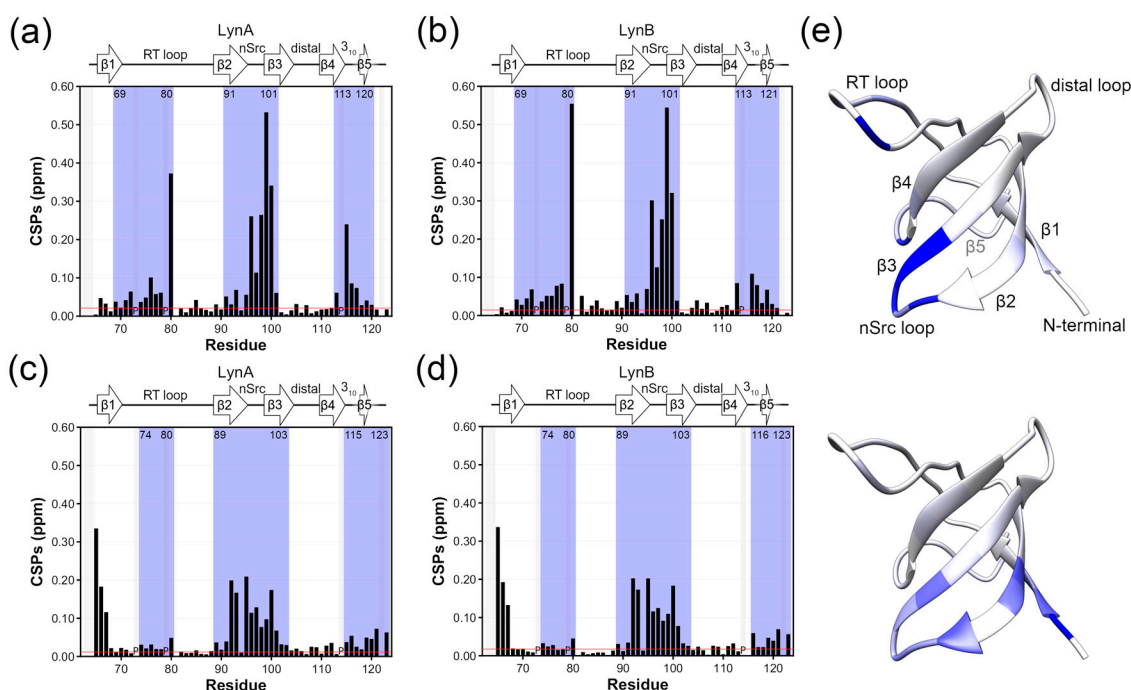 (a)
LynA
RT loop
nSrc
distal
3₁₀
β1
β2
β3
β4
β5
69
80
91
101
113
120
0.60
0.50
0.40
0.30
0.20
0.10
0.00
CSPs (ppm)
P
P
P
70
80
90
100
110
120
Residue
(b)
LynB
RT loop
nSrc
distal
3₁₀
β1
β2
β3
β4
β5
69
80
91
101
113
121
0.60
0.50
0.40
0.30
0.20
0.10
0.00
CSPs (ppm)
P
P
P
70
80
90
100
110
120
Residue
(e)
RT loop
distal loop
β4
β1
β5
β3
β2
nSrc loop
N-terminal
(c)
LynA
RT loop
nSrc
distal
3₁₀
β1
β2
β3
β4
β5
74
80
89
103
115
123
0.60
0.50
0.40
0.30
0.20
0.10
0.00
CSPs (ppm)
P
P
P
70
80
90
100
110
120
Residue
(d)
LynB
RT loop
nSrc
distal
3₁₀
β1
β2
β3
β4
β5
74
80
89
103
116
123
0.60
0.50
0.40
0.30
0.20
0.10
0.00
CSPs (ppm)
P
P
P
70
80
90
100
110
120
Residue